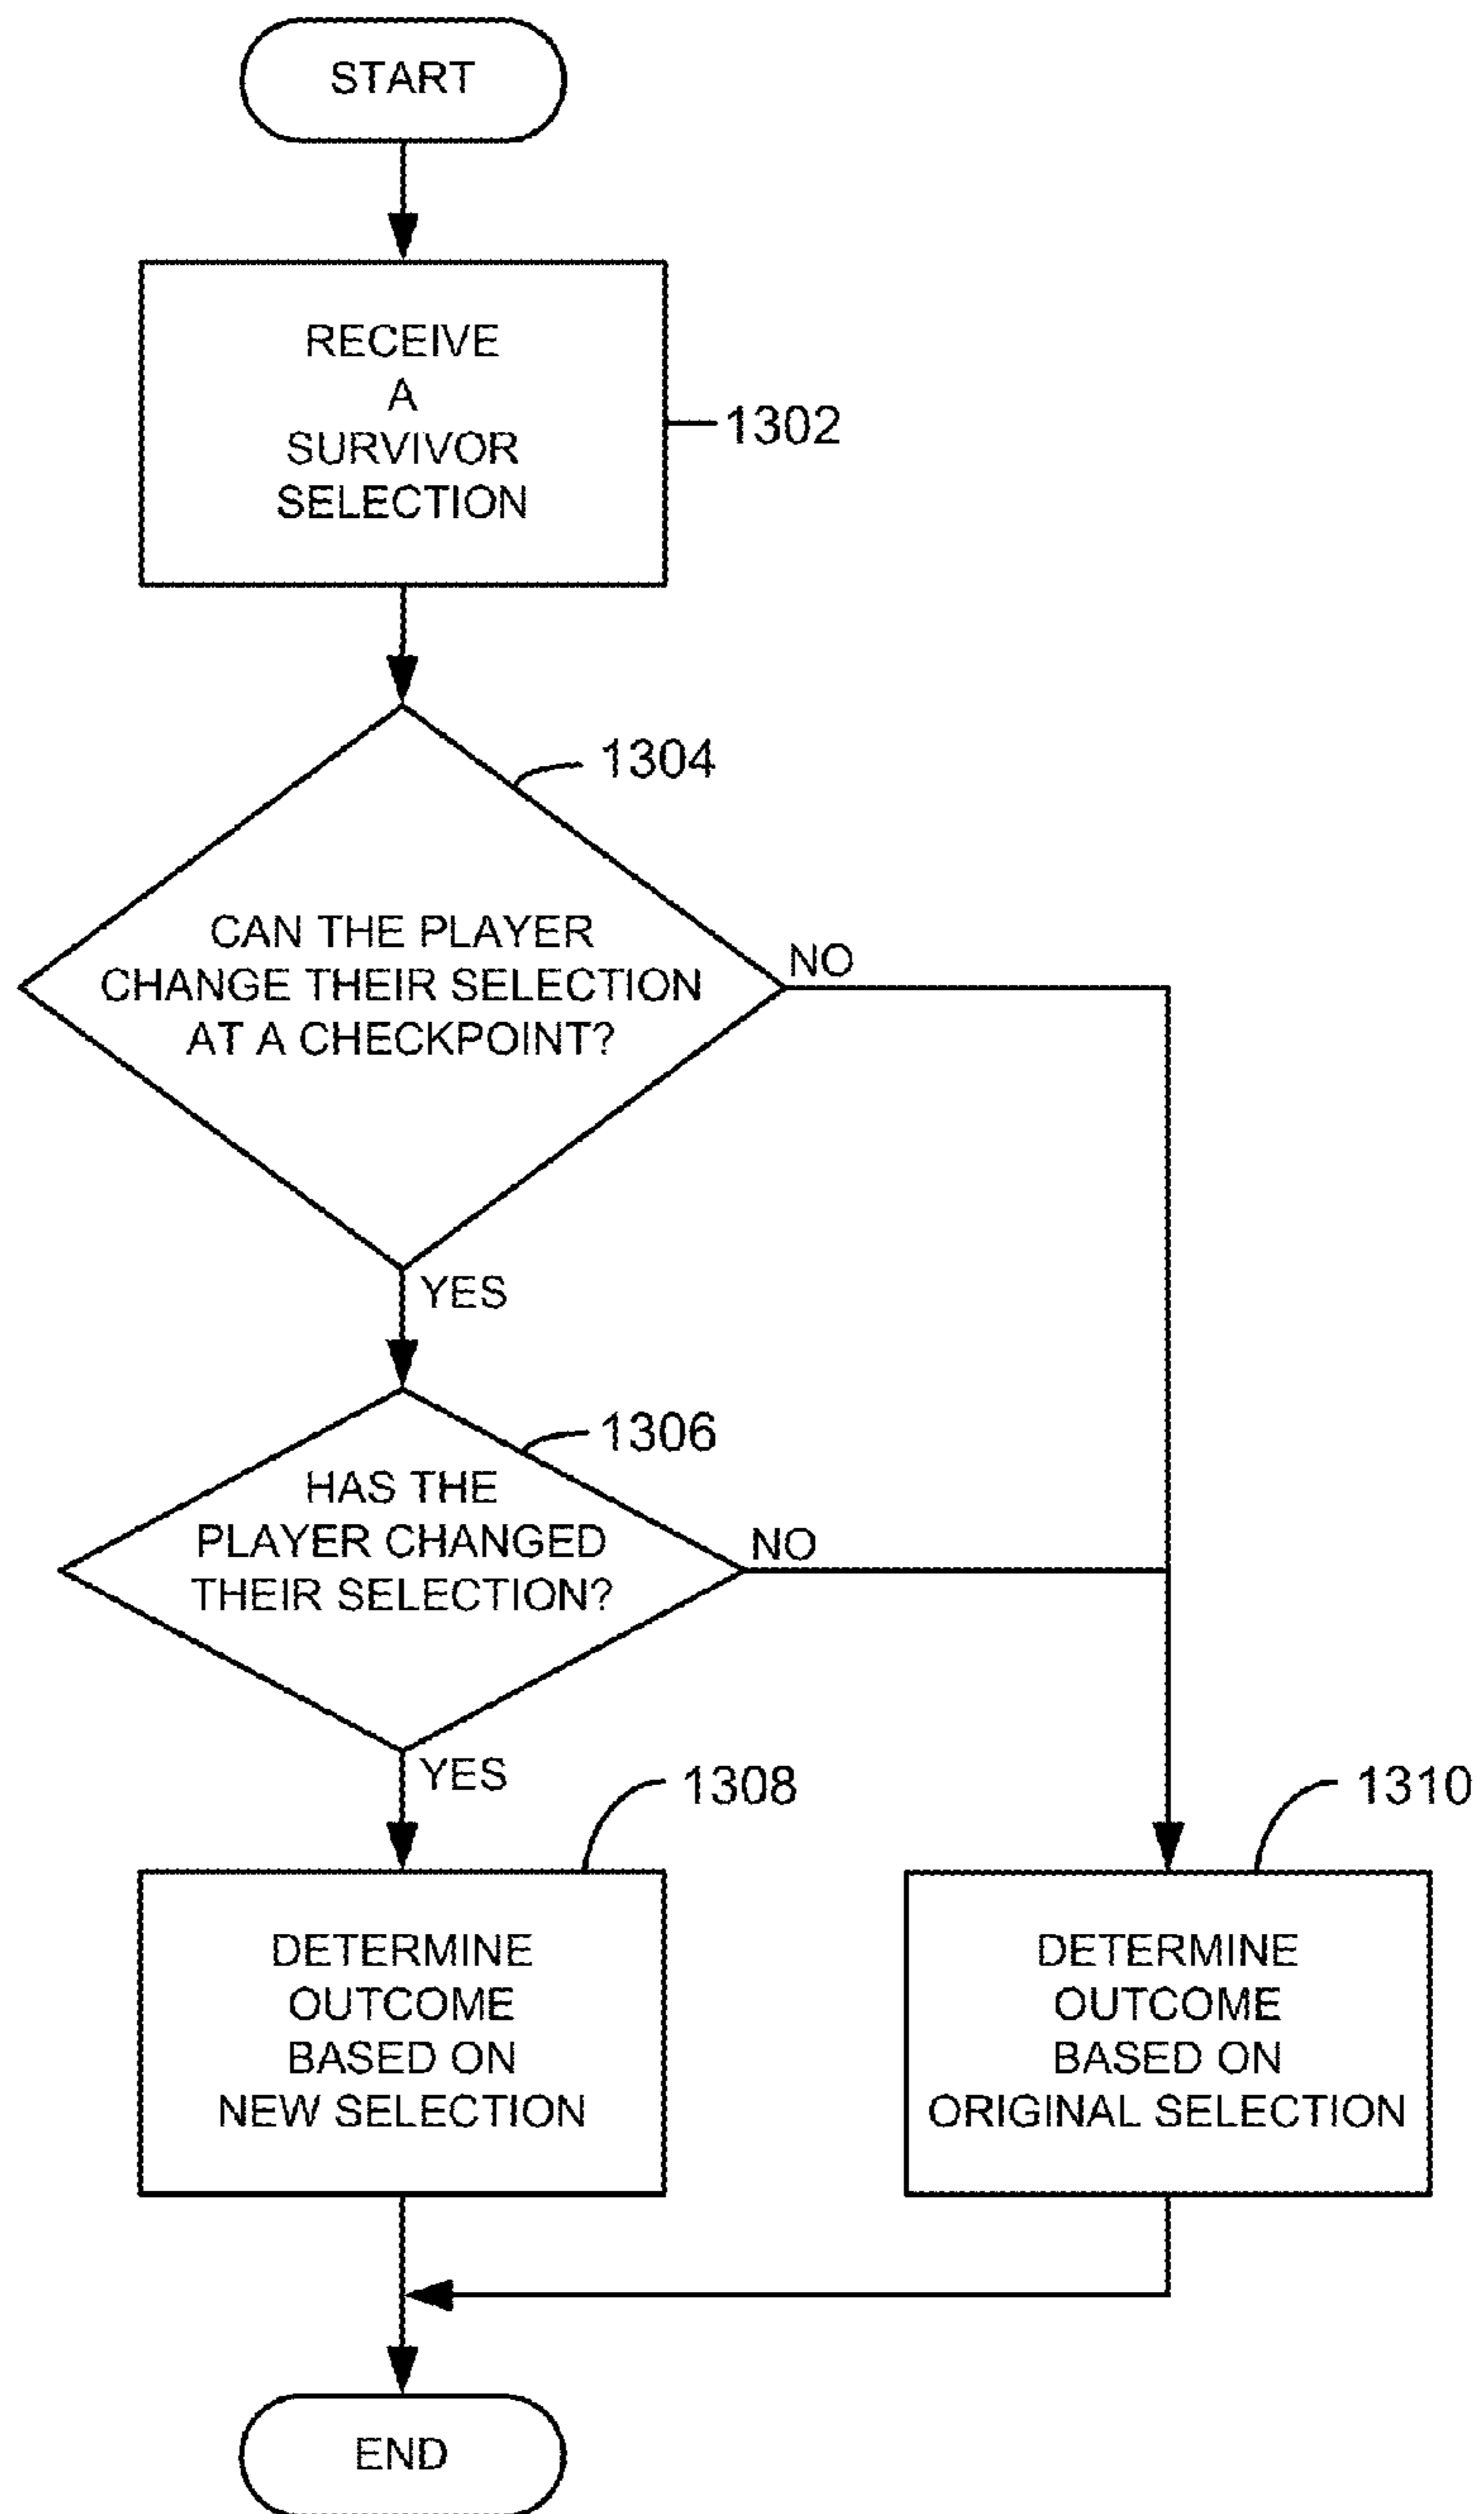 START
RECEIVE
A
SURVIVOR
SELECTION
1302
1304
CAN THE PLAYER
CHANGE THEIR SELECTION
AT A CHECKPOINT?
NO
YES
1306
HAS THE
PLAYER CHANGED
THEIR SELECTION?
NO
YES
1308
1310
DETERMINE
OUTCOME
BASED ON
NEW SELECTION
DETERMINE
OUTCOME
BASED ON
ORIGINAL SELECTION
END